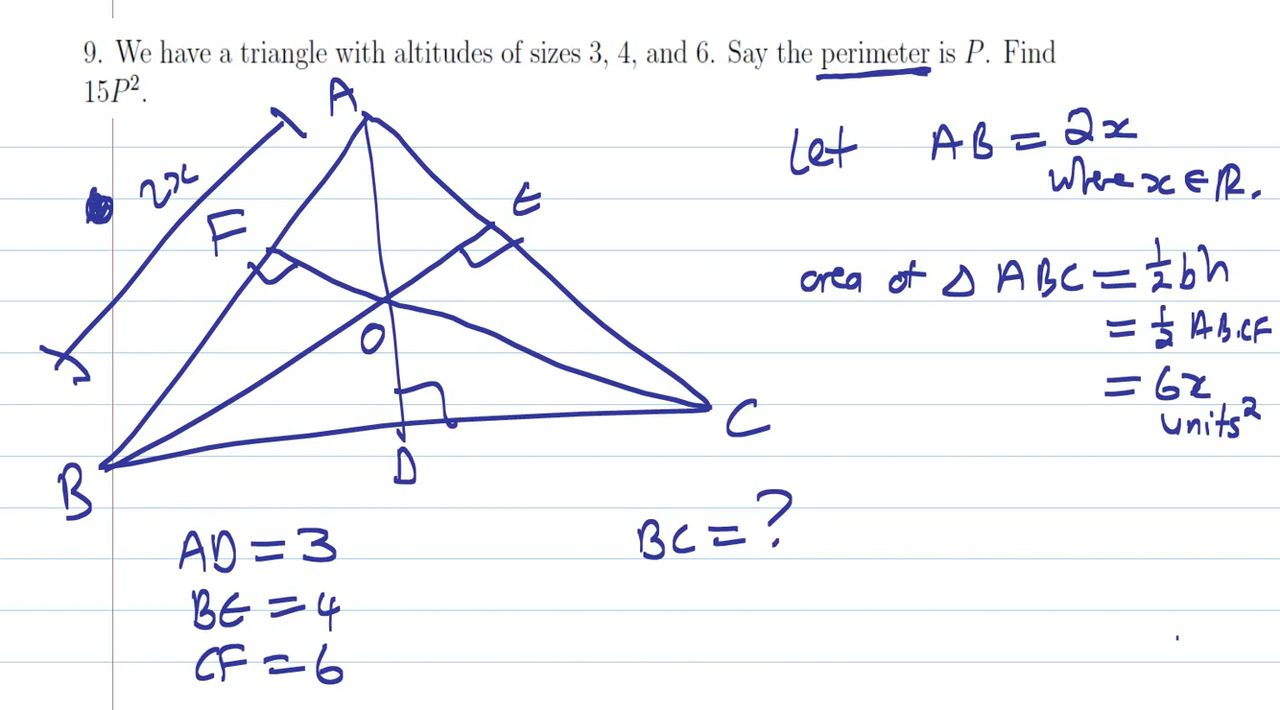 9. We have a triangle with altitudes of sizes 3, 4, and 6. Say the perimeter is P. Find
15P².
A
2x
F
E
O
B
C
D
Let AB = 2x
where x ∈ ℝ.
area of Δ ABC = ½bh
= ½ AB.CF
= 6x
units²
AD = 3
BE = 4
CF = 6
BC = ?